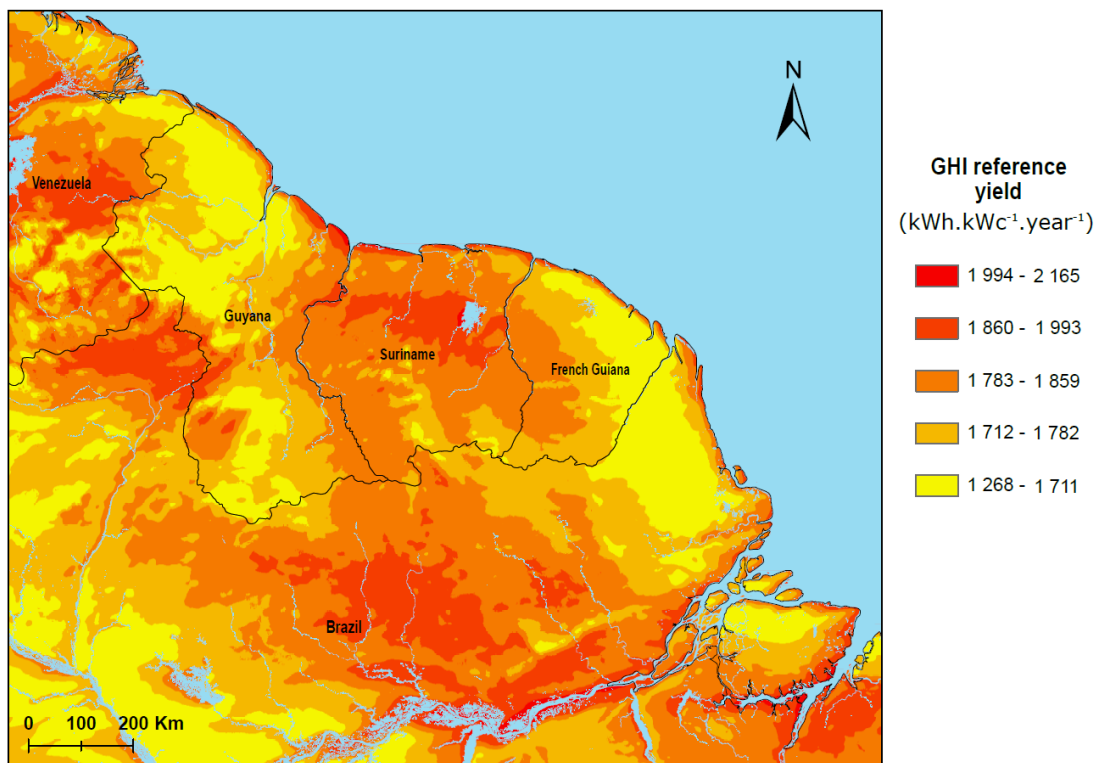 N
Venezuela
Guyana
Suriname
French Guiana
Brazil
0 100 200 Km
GHI reference
yield
(kWh.kWc⁻¹.year⁻¹)
1 994 - 2 165
1 860 - 1 993
1 783 - 1 859
1 712 - 1 782
1 268 - 1 711